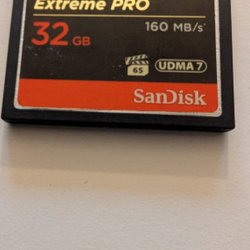 Extreme PRO
32 GB 160 MB/s
65 UDMA 7
SanDisk